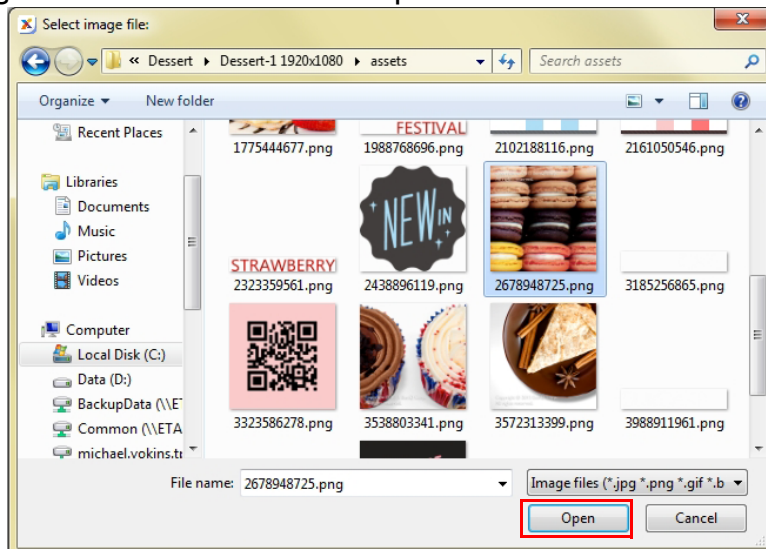 Select image file:
« Dessert ▸ Dessert-1 1920x1080 ▸ assets
Search assets
Organize ▾ New folder
Recent Places
Libraries
Documents
Music
Pictures
Videos
Computer
Local Disk (C:)
Data (D:)
BackupData (\\ET
Common (\\ETA
michael.vokins.tr
FESTIVAL
1775444677.png 1988768696.png 2102188116.png 2161050546.png
STRAWBERRY
NEW IN
2323359561.png 2438896119.png 2678948725.png 3185256865.png
3323586278.png 3538803341.png 3572313399.png 3988911961.png
File name: 2678948725.png
Image files (*.jpg *.png *.gif *.b
Open Cancel